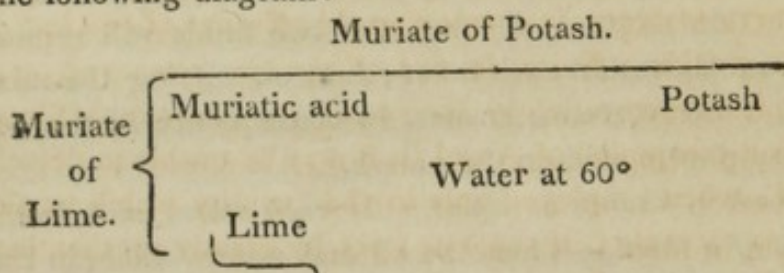 Muriate of Potash.
Muriatic acid Potash
Muriate
of
Lime.
Water at 60°
Lime